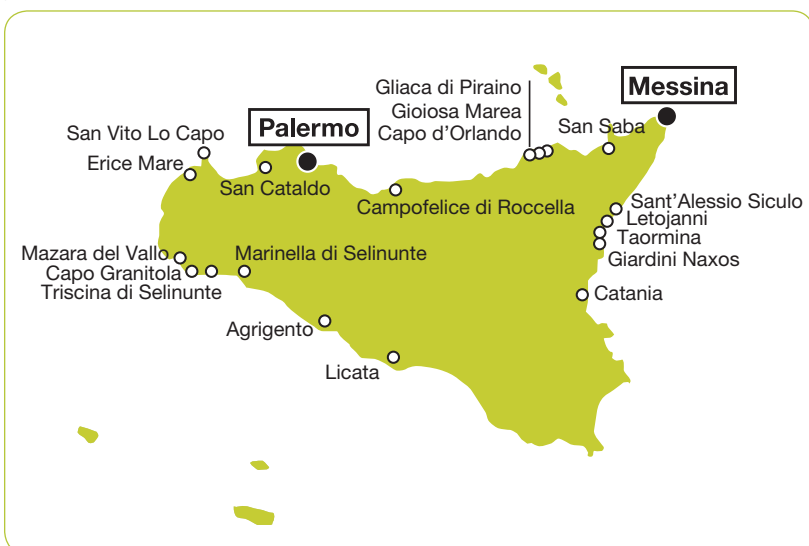 Gliaca di Piraino
Gioiosa Marea
Capo d'Orlando
Messina
San Saba
San Vito Lo Capo
Palermo
Erice Mare
San Cataldo
Campofelice di Roccella
Sant'Alessio Siculo
Letojanni
Taormina
Giardini Naxos
Mazara del Vallo
Marinella di Selinunte
Capo Granitola
Triscina di Selinunte
Catania
Agrigento
Licata